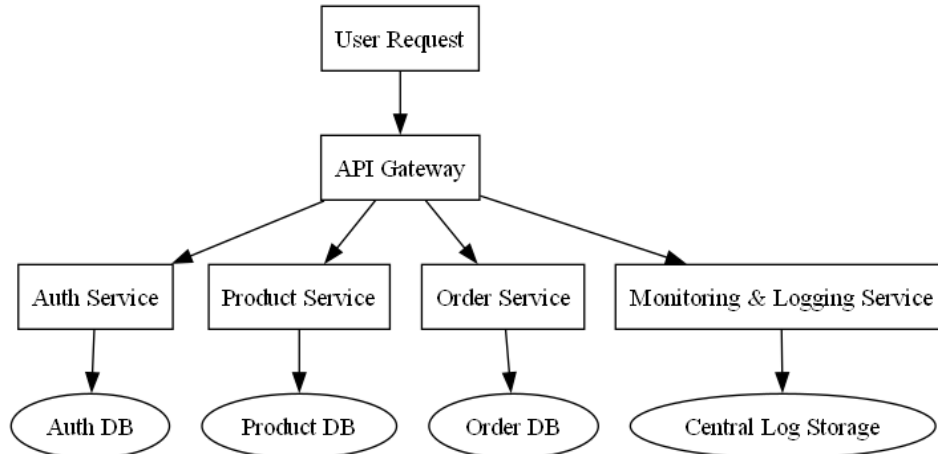 User Request
API Gateway
Auth Service
Product Service
Order Service
Monitoring & Logging Service
Auth DB
Product DB
Order DB
Central Log Storage